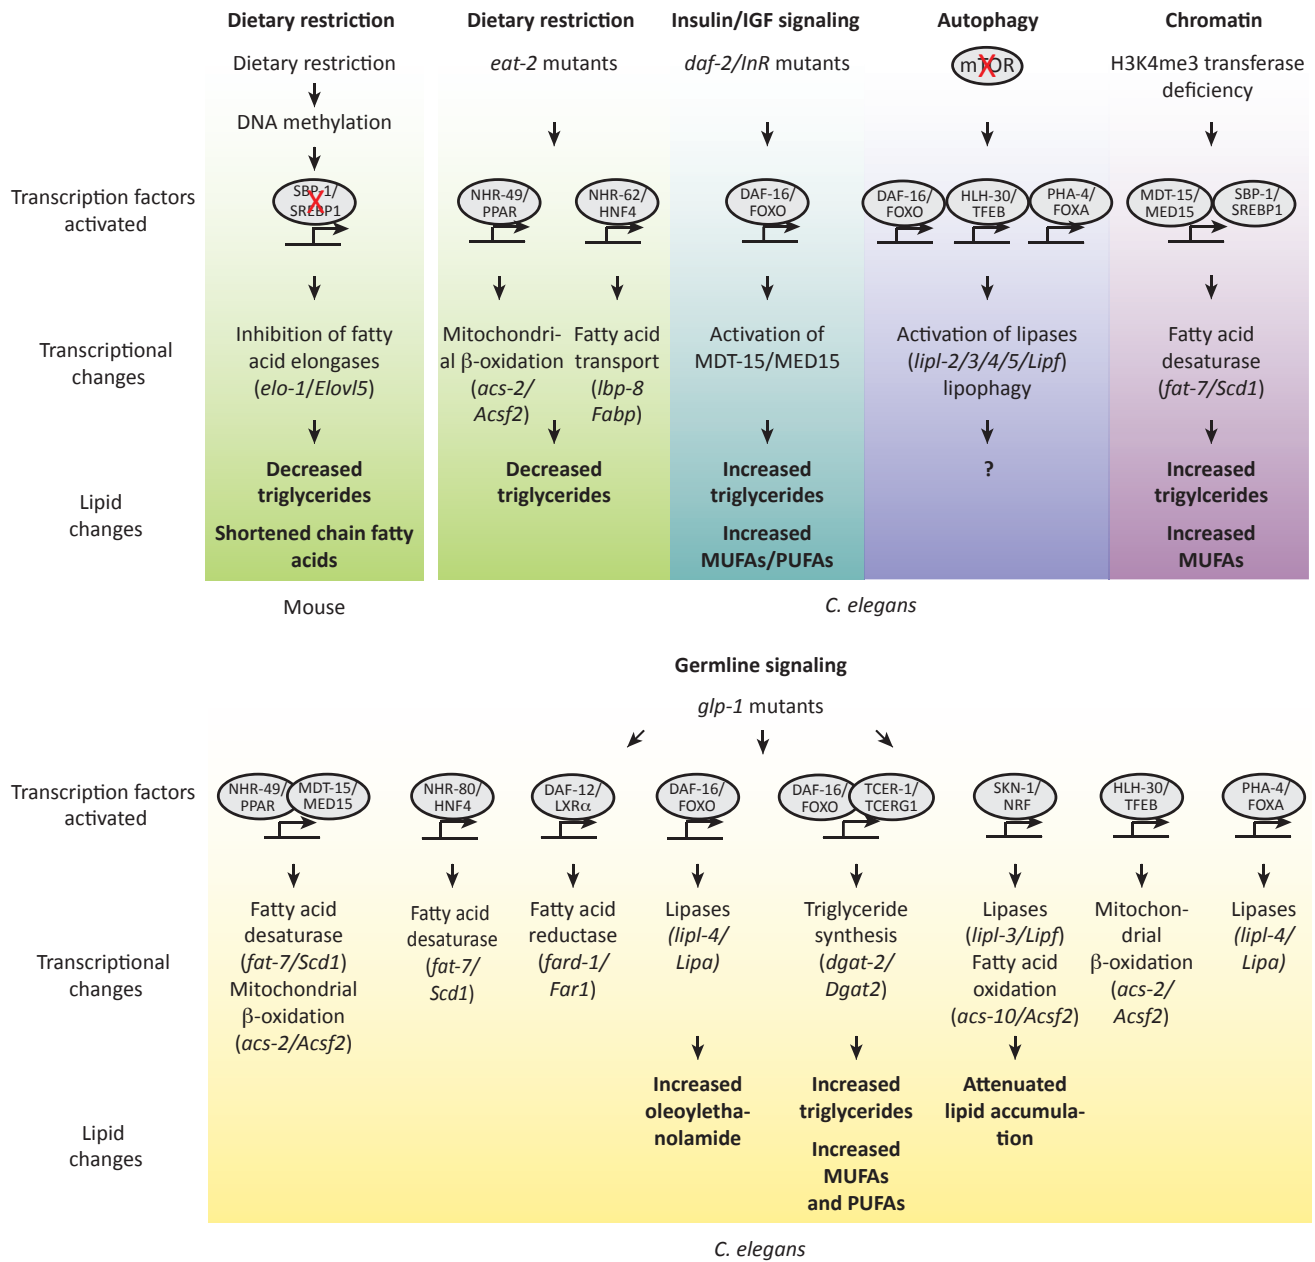 Dietary restriction
Dietary restriction
Insulin/IGF signaling
Autophagy
Chromatin
Dietary restriction
DNA methylation
eat-2 mutants
daf-2/InR mutants
mTOR
H3K4me3 transferase
deficiency
Transcription factors
activated
SBP-1/
SREBP1
NHR-49/
PPAR
NHR-62/
HNF4
DAF-16/
FOXO
DAF-16/
FOXO
HLH-30/
TFEB
PHA-4/
FOXA
MDT-15/
MED15
SBP-1/
SREBP1
Transcriptional
changes
Inhibition of fatty
acid elongases
(elo-1/Elovl5)
Mitochondri-
al β-oxidation
(acs-2/
Acsf2)
Fatty acid
transport
(lbp-8
Fabp)
Activation of
MDT-15/MED15
Activation of lipases
(lipl-2/3/4/5/Lipf)
lipophagy
Fatty acid
desaturase
(fat-7/Scd1)
Lipid
changes
Decreased
triglycerides
Shortened chain fatty
acids
Decreased
triglycerides
Increased
triglycerides
Increased
MUFAs/PUFAs
?
Increased
trigylcerides
Increased
MUFAs
Mouse
C. elegans
Germline signaling
glp-1 mutants
Transcription factors
activated
NHR-49/
PPAR
MDT-15/
MED15
NHR-80/
HNF4
DAF-12/
LXRα
DAF-16/
FOXO
DAF-16/
FOXO
TCER-1/
TCERG1
SKN-1/
NRF
HLH-30/
TFEB
PHA-4/
FOXA
Transcriptional
changes
Fatty acid
desaturase
(fat-7/Scd1)
Mitochondrial
β-oxidation
(acs-2/Acsf2)
Fatty acid
desaturase
(fat-7/
Scd1)
Fatty acid
reductase
(fard-1/
Far1)
Lipases
(lipl-4/
Lipa)
Triglyceride
synthesis
(dgat-2/
Dgat2)
Lipases
(lipl-3/Lipf)
Fatty acid
oxidation
(acs-10/Acsf2)
Mitochon-
drial
β-oxidation
(acs-2/
Acsf2)
Lipases
(lipl-4/
Lipa)
Lipid
changes
Increased
oleoyletha-
nolamide
Increased
triglycerides
Increased
MUFAs
and PUFAs
Attenuated
lipid accumula-
tion
C. elegans